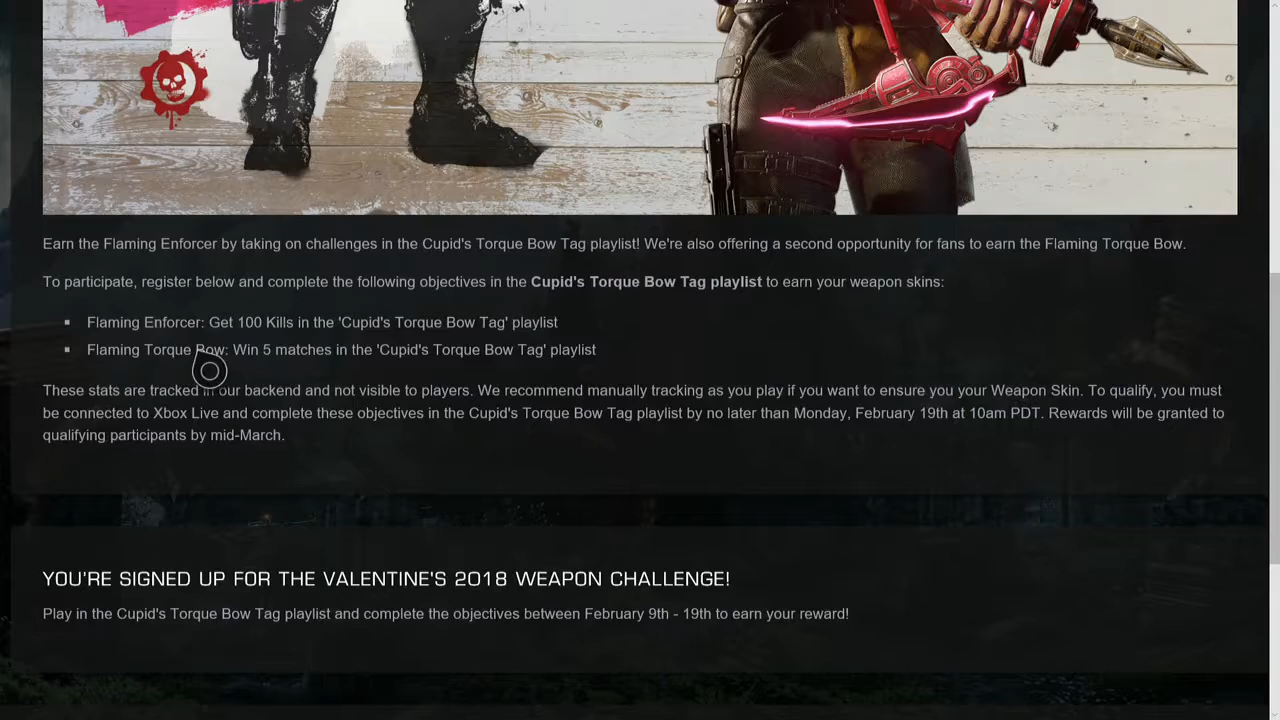 Earn the Flaming Enforcer by taking on challenges in the Cupid's Torque Bow Tag playlist! We're also offering a second opportunity for fans to earn the Flaming Torque Bow.
To participate, register below and complete the following objectives in the Cupid's Torque Bow Tag playlist to earn your weapon skins:
Flaming Enforcer: Get 100 Kills in the 'Cupid's Torque Bow Tag' playlist
Flaming Torque Bow: Win 5 matches in the 'Cupid's Torque Bow Tag' playlist
These stats are tracked in our backend and not visible to players. We recommend manually tracking as you play if you want to ensure you your Weapon Skin. To qualify, you must
be connected to Xbox Live and complete these objectives in the Cupid's Torque Bow Tag playlist by no later than Monday, February 19th at 10am PDT. Rewards will be granted to
qualifying participants by mid-March.
YOU'RE SIGNED UP FOR THE VALENTINE'S 2018 WEAPON CHALLENGE!
Play in the Cupid's Torque Bow Tag playlist and complete the objectives between February 9th - 19th to earn your reward!